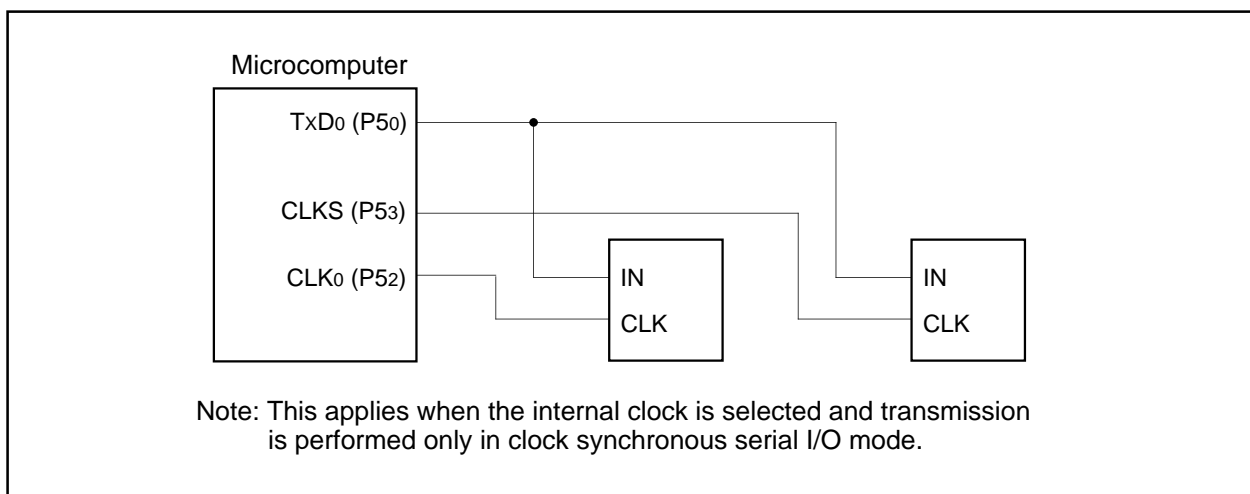 Microcomputer
TxD0 (P50)
CLKS (P53)
CLK0 (P52)
IN
CLK
IN
CLK
Note: This applies when the internal clock is selected and transmission
is performed only in clock synchronous serial I/O mode.